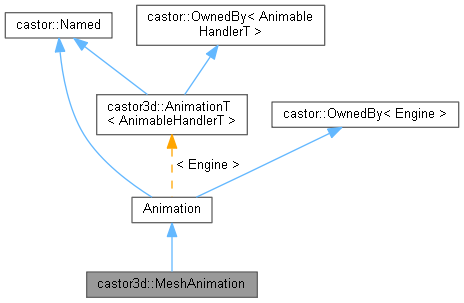 castor::Named
castor::OwnedBy< Animable
HandlerT >
castor3d::AnimationT
< AnimableHandlerT >
castor::OwnedBy< Engine >
< Engine >
Animation
castor3d::MeshAnimation